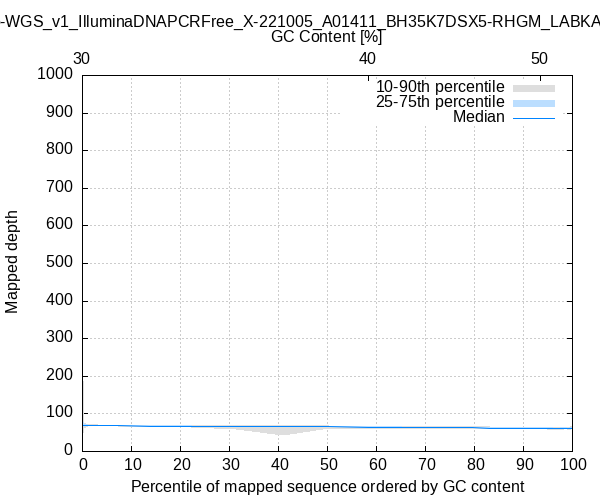 -WGS_v1_IlluminaDNAPCRFree_X-221005_A01411_BH35K7DSX5-RHGM_LABKA
GC Content [%]
30 40 50
10-90th percentile
25-75th percentile
Median
1000
900
800
700
600
500
400
300
200
100
0
Mapped depth
0 10 20 30 40 50 60 70 80 90 100
Percentile of mapped sequence ordered by GC content